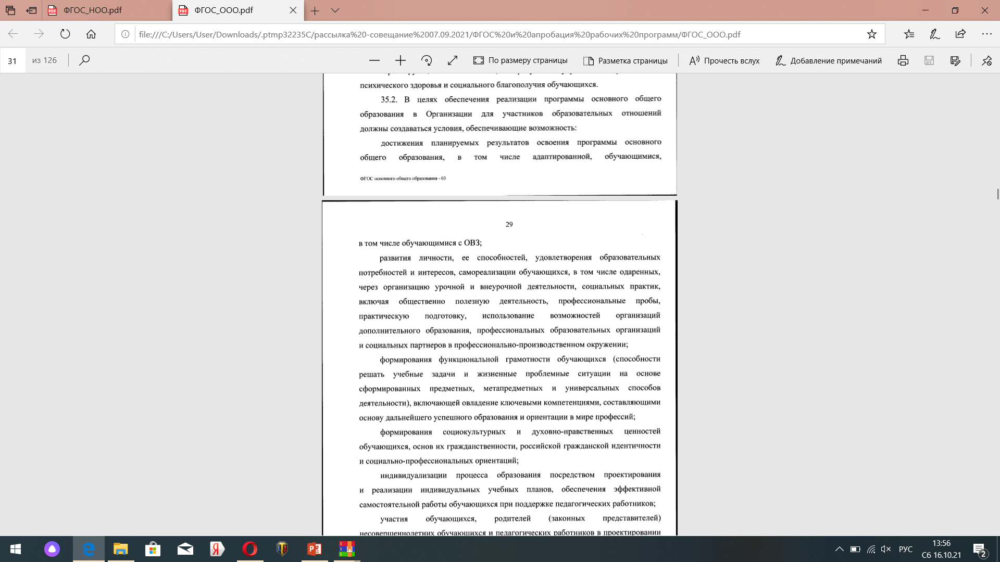 ФГОС_НОО.pdf
ФГОС_ООО.pdf
file:///C:/Users/User/Downloads/.ptmp32235C/рассылка%20-совещание%2007.09.2021/ФГОС%20и%20апробация%20рабочих%20программ/ФГОС_ООО.pdf
31 из 126
По размеру страницы
Разметка страницы
Прочесть вслух
Добавление примечаний
психического здоровья и социального благополучия обучающихся.
35.2. В целях обеспечения реализации программы основного общего
образования в Организации для участников образовательных отношений
должны создаваться условия, обеспечивающие возможность:
достижения планируемых результатов освоения программы основного
общего образования, в том числе адаптированной, обучающимися,
ФГОС основного общего образования - 03
29
в том числе обучающимися с ОВЗ;
развития личности, ее способностей, удовлетворения образовательных
потребностей и интересов, самореализации обучающихся, в том числе одаренных,
через организацию урочной и внеурочной деятельности, социальных практик,
включая общественно полезную деятельность, профессиональные пробы,
практическую подготовку, использование возможностей организаций
дополнительного образования, профессиональных образовательных организаций
и социальных партнеров в профессионально-производственном окружении;
формирования функциональной грамотности обучающихся (способности
решать учебные задачи и жизненные проблемные ситуации на основе
сформированных предметных, метапредметных и универсальных способов
деятельности), включающей овладение ключевыми компетенциями, составляющими
основу дальнейшего успешного образования и ориентации в мире профессий;
формирования социокультурных и духовно-нравственных ценностей
обучающихся, основ их гражданственности, российской гражданской идентичности
и социально-профессиональных ориентаций;
индивидуализации процесса образования посредством проектирования
и реализации индивидуальных учебных планов, обеспечения эффективной
самостоятельной работы обучающихся при поддержке педагогических работников;
участия обучающихся, родителей (законных представителей)
несовершеннолетних обучающихся и педагогических работников в проектировании
РУС
13:56
Сб 16.10.21
2